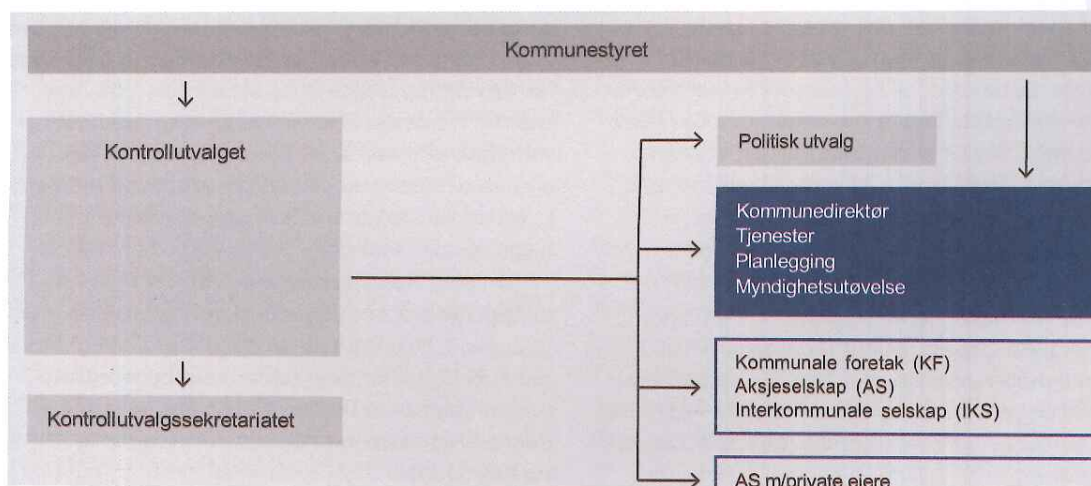 Kommunestyret
Kontrollutvalget
Politisk utvalg
Kommunedirektør
Tjenester
Planlegging
Myndighetsutøvelse
Kommunale foretak (KF)
Aksjeselskap (AS)
Interkommunale selskap (IKS)
Kontrollutvalgssekretariatet
AS m/private eiere